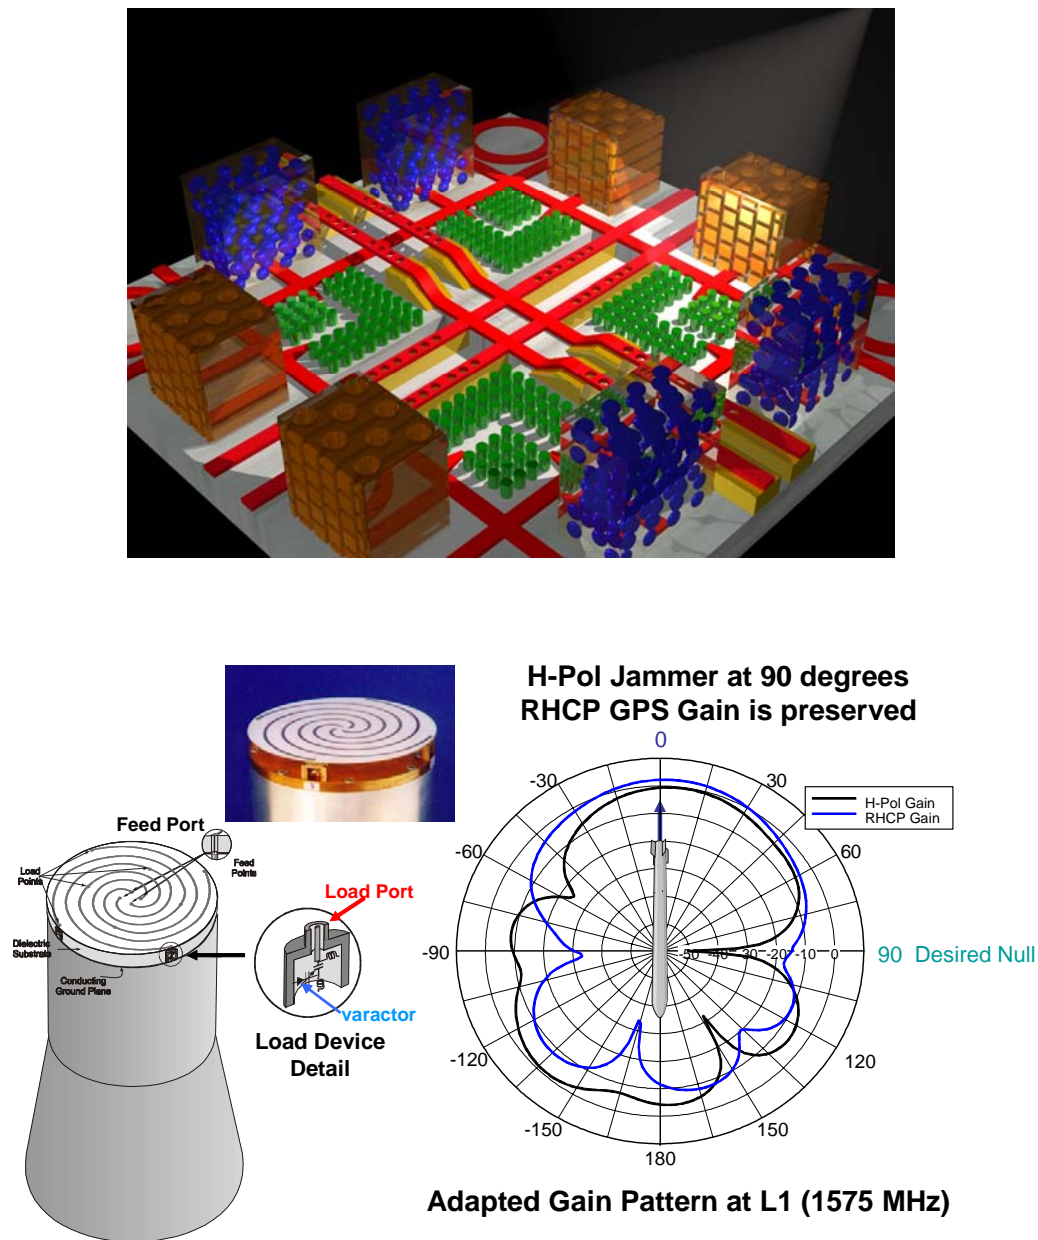 H-Pol Jammer at 90 degrees
RHCP GPS Gain is preserved
0
-30
30
H-Pol Gain
RHCP Gain
Feed Port
-60
60
Load
Points
Feed
Points
Load Port
Dielectric
Substrate
-90
-50 -40 -30 -20 -10 0
90 Desired Null
Conducting
Ground Plane
varactor
Load Device
Detail
-120
120
-150
150
180
Adapted Gain Pattern at L1 (1575 MHz)